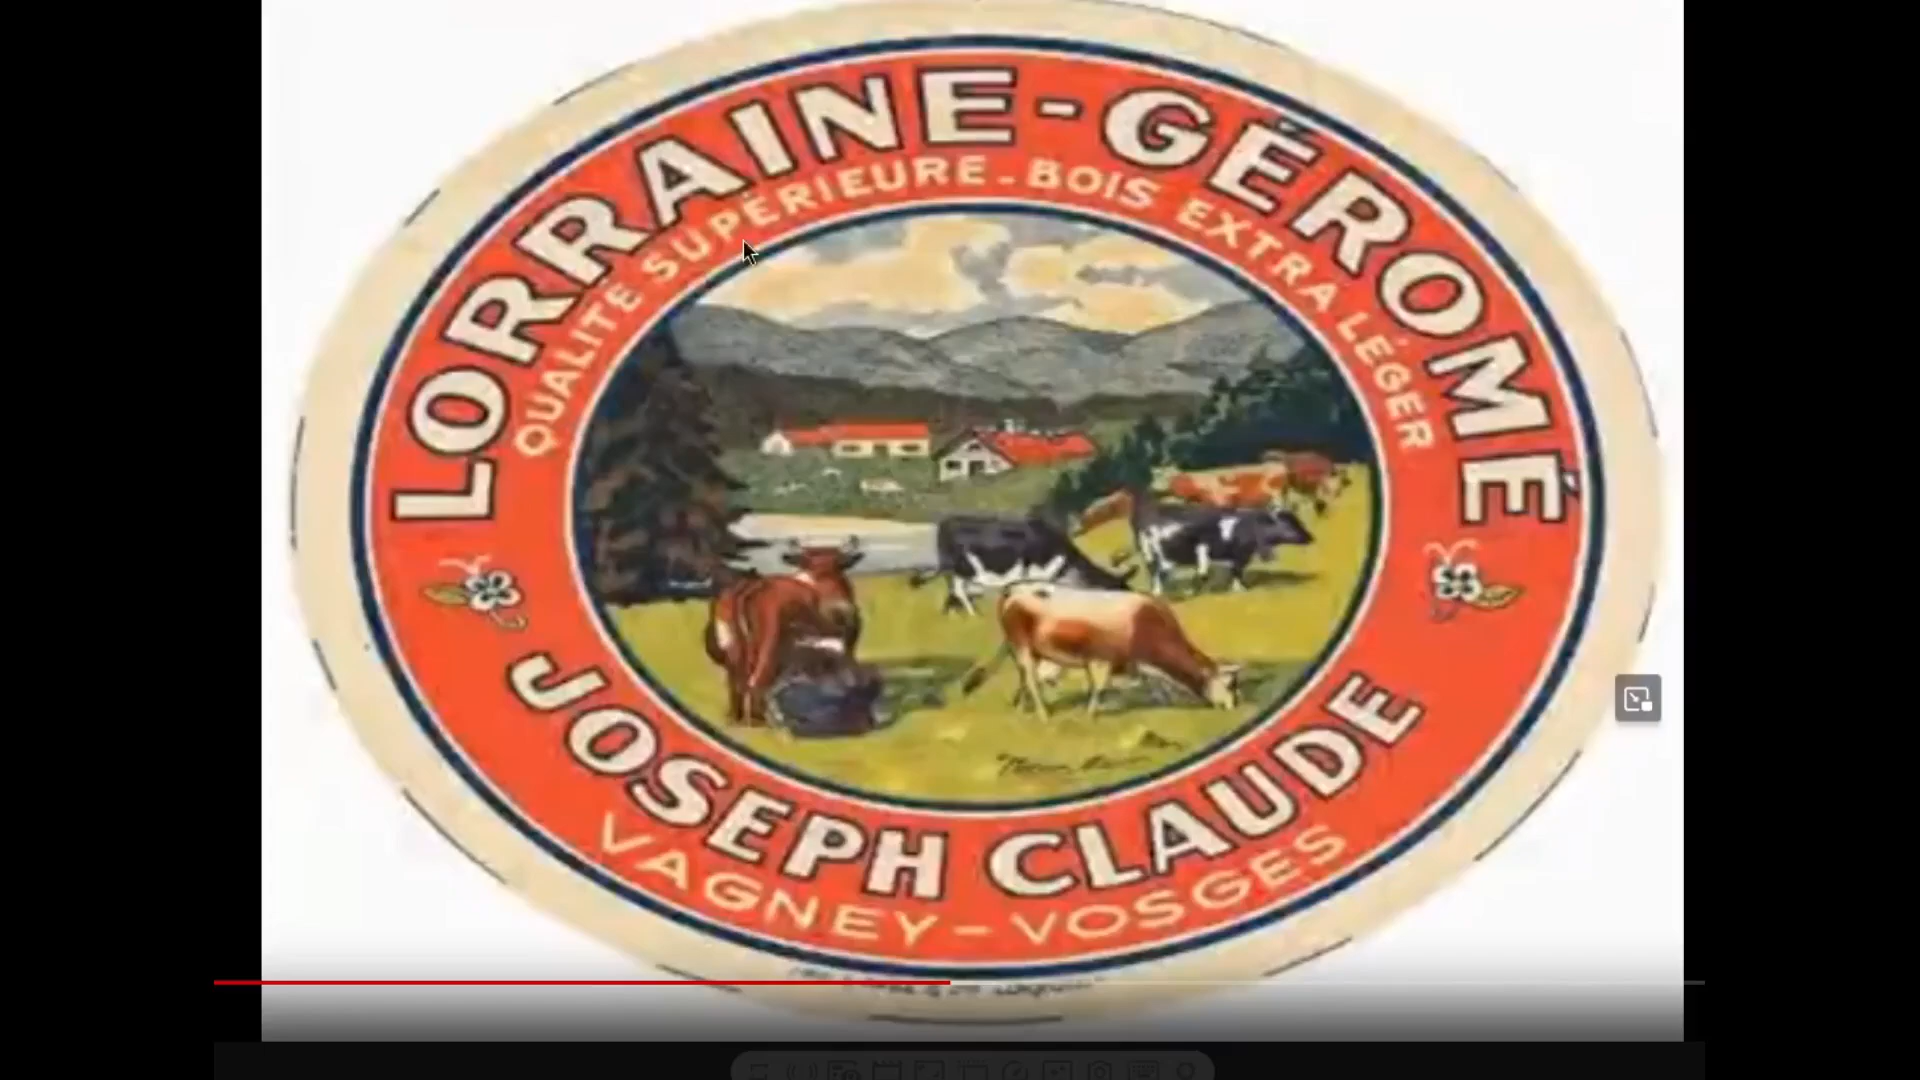 LORRAINE-GÉROMÉ
QUALITÉ SUPÉRIEURE - BOIS EXTRA LÉGER
JOSEPH CLAUDE
VAGNEY - VOSGES